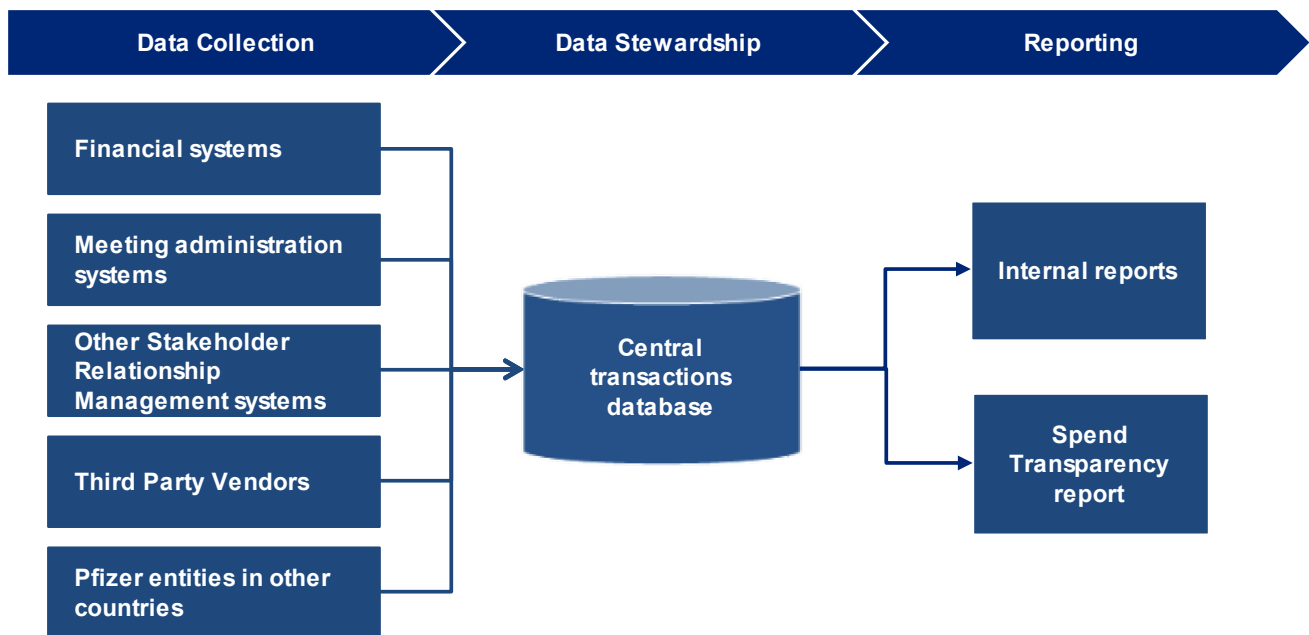 Data Collection
Data Stewardship
Reporting
Financial systems
Meeting administration
systems
Other Stakeholder
Relationship
Management systems
Third Party Vendors
Pfizer entities in other
countries
Central
transactions
database
Internal reports
Spend
Transparency
report